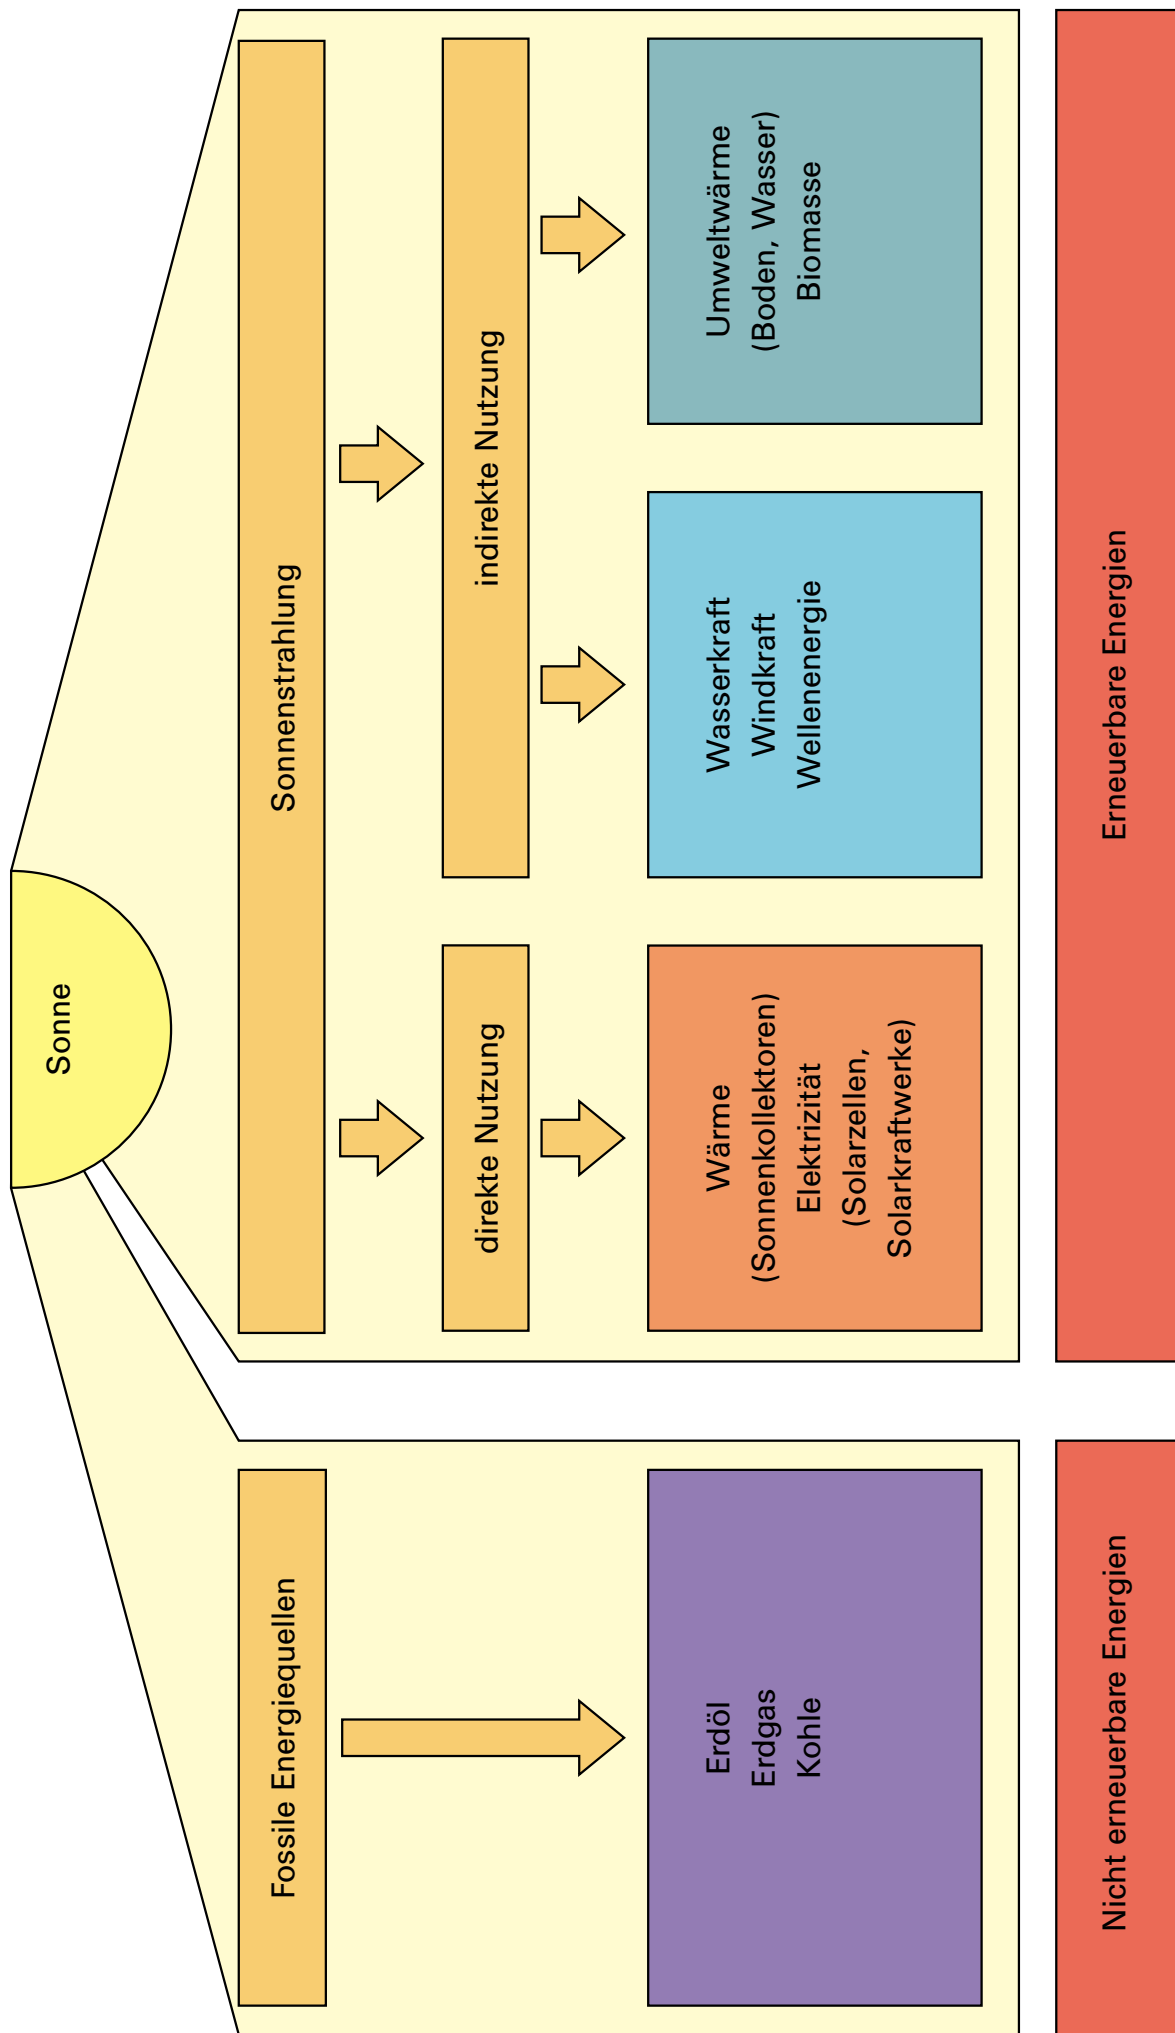 Sonne
Fossile Energiequellen
Sonnenstrahlung
direkte Nutzung
indirekte Nutzung
Erdöl
Erdgas
Kohle
Wärme
(Sonnenkollektoren)
Elektrizität
(Solarzellen,
Solarkraftwerke)
Wasserkraft
Windkraft
Wellenenergie
Umweltwärme
(Boden, Wasser)
Biomasse
Nicht erneuerbare Energien
Erneuerbare Energien